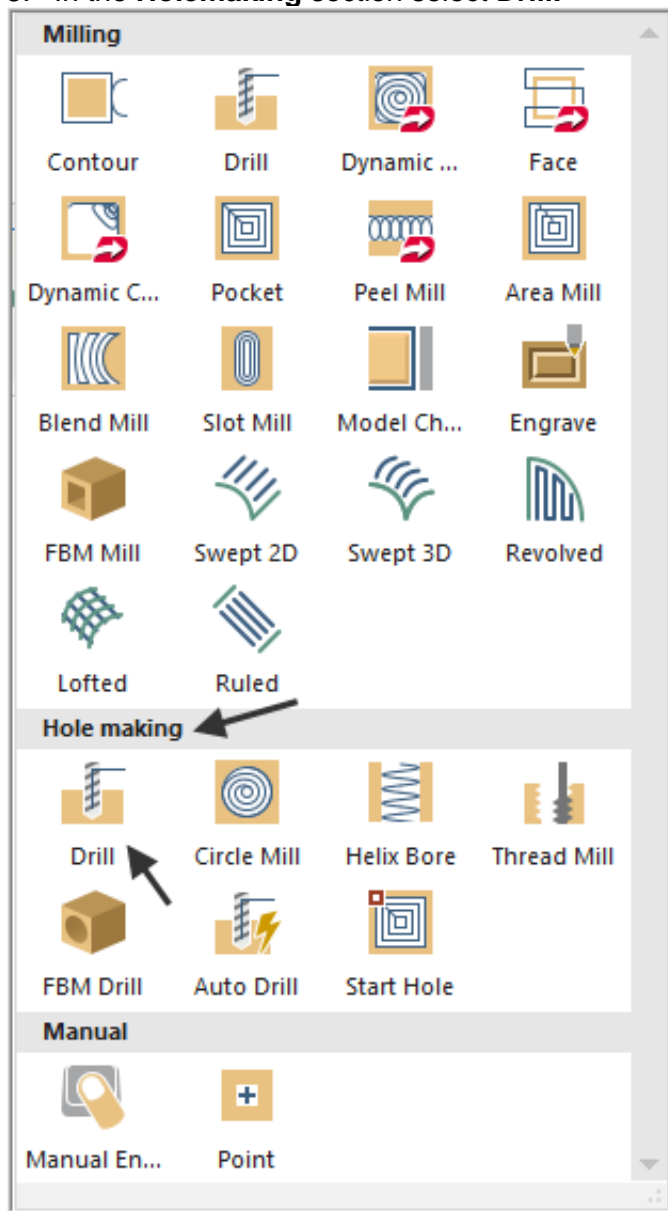 Milling
Contour Drill Dynamic ... Face
Dynamic C... Pocket Peel Mill Area Mill
Blend Mill Slot Mill Model Ch... Engrave
FBM Mill Swept 2D Swept 3D Revolved
Lofted Ruled
Hole making
Drill Circle Mill Helix Bore Thread Mill
FBM Drill Auto Drill Start Hole
Manual
Manual En... Point